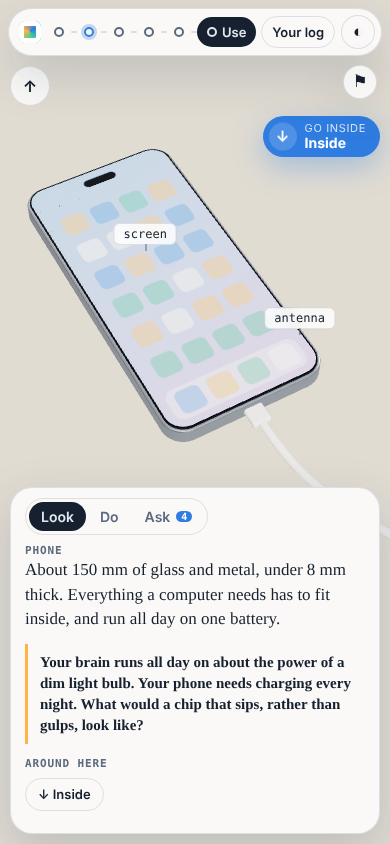 Use
Your log
GO INSIDE
Inside
screen
antenna
Look
Do
Ask 4
PHONE
About 150 mm of glass and metal, under 8 mm
thick. Everything a computer needs has to fit
inside, and run all day on one battery.
Your brain runs all day on about the power of a
dim light bulb. Your phone needs charging every
night. What would a chip that sips, rather than
gulps, look like?
AROUND HERE
↓ Inside